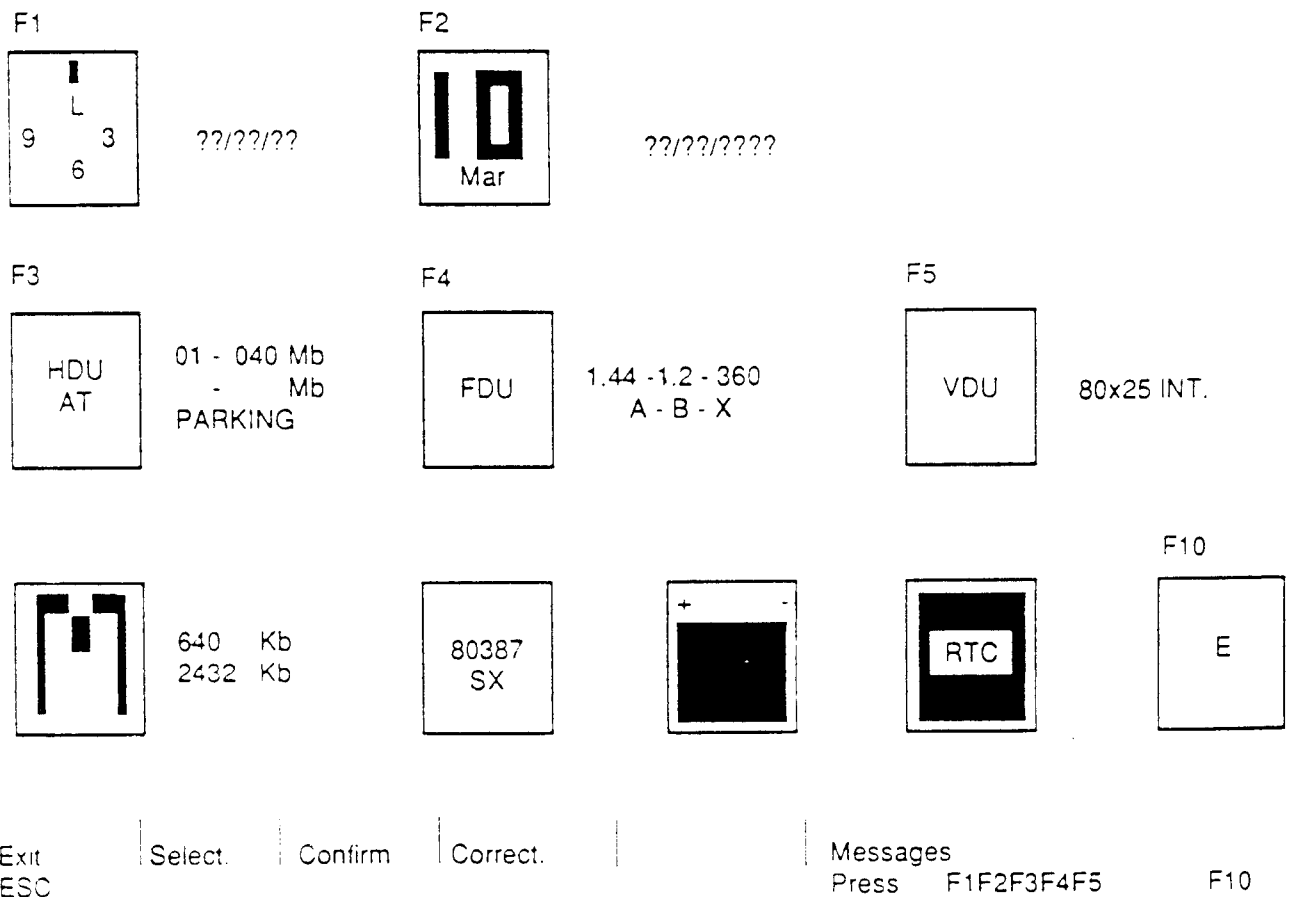 F1
F2
L
9 3
6
??/??/??
10
Mar
??/??/????
F3
F4
F5
HDU
AT
01 - 040 Mb
- Mb
PARKING
FDU
1.44 -1.2 - 360
A - B - X
VDU
80x25 INT.
F10
640 Kb
2432 Kb
80387
SX
+ -
RTC
E
Exit
ESC
Select.
Confirm
Correct.
Messages
Press F1F2F3F4F5 F10